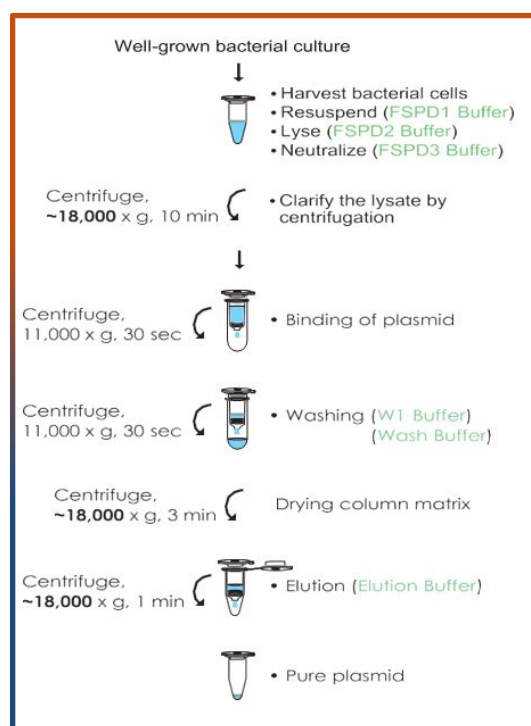 Well-grown bacterial culture
• Harvest bacterial cells
• Resuspend (FSPD1 Buffer)
• Lyse (FSPD2 Buffer)
• Neutralize (FSPD3 Buffer)
Centrifuge,
~18,000 x g, 10 min
• Clarify the lysate by
centrifugation
Centrifuge,
11,000 x g, 30 sec
• Binding of plasmid
Centrifuge,
11,000 x g, 30 sec
• Washing (W1 Buffer)
(Wash Buffer)
Centrifuge,
~18,000 x g, 3 min
Drying column matrix
Centrifuge,
~18,000 x g, 1 min
• Elution (Elution Buffer)
• Pure plasmid